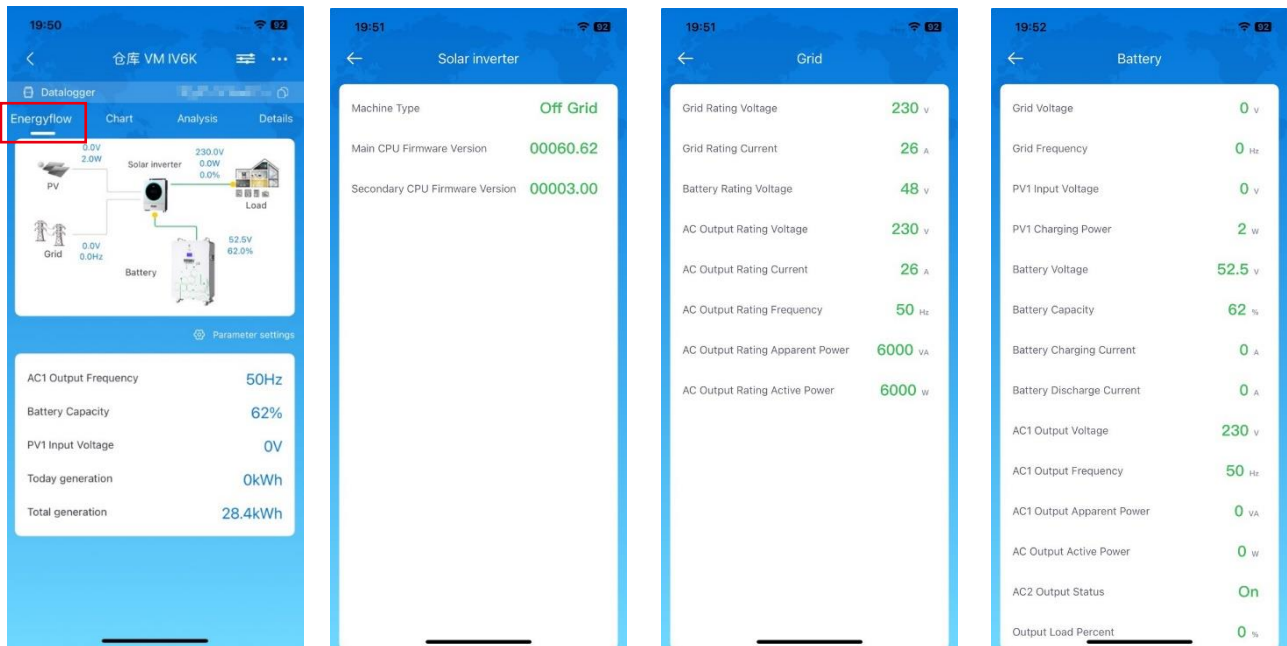 19:50
92
仓库 VM IV6K
Datalogger
Energyflow Chart Analysis Details
0.0V
2.0W
PV
Solar inverter
230.0V
0.0W
0.0%
Load
Grid
0.0V
0.0Hz
Battery
52.5V
62.0%
Parameter settings
AC1 Output Frequency 50Hz
Battery Capacity 62%
PV1 Input Voltage 0V
Today generation 0kWh
Total generation 28.4kWh
19:51
92
Solar inverter
Machine Type Off Grid
Main CPU Firmware Version 00060.62
Secondary CPU Firmware Version 00003.00
19:51
92
Grid
Grid Rating Voltage 230 V
Grid Rating Current 26 A
Battery Rating Voltage 48 V
AC Output Rating Voltage 230 V
AC Output Rating Current 26 A
AC Output Rating Frequency 50 Hz
AC Output Rating Apparent Power 6000 VA
AC Output Rating Active Power 6000 W
19:52
92
Battery
Grid Voltage 0 V
Grid Frequency 0 Hz
PV1 Input Voltage 0 V
PV1 Charging Power 2 W
Battery Voltage 52.5 V
Battery Capacity 62 %
Battery Charging Current 0 A
Battery Discharge Current 0 A
AC1 Output Voltage 230 V
AC1 Output Frequency 50 Hz
AC1 Output Apparent Power 0 VA
AC Output Active Power 0 W
AC2 Output Status On
Output Load Percent 0 %